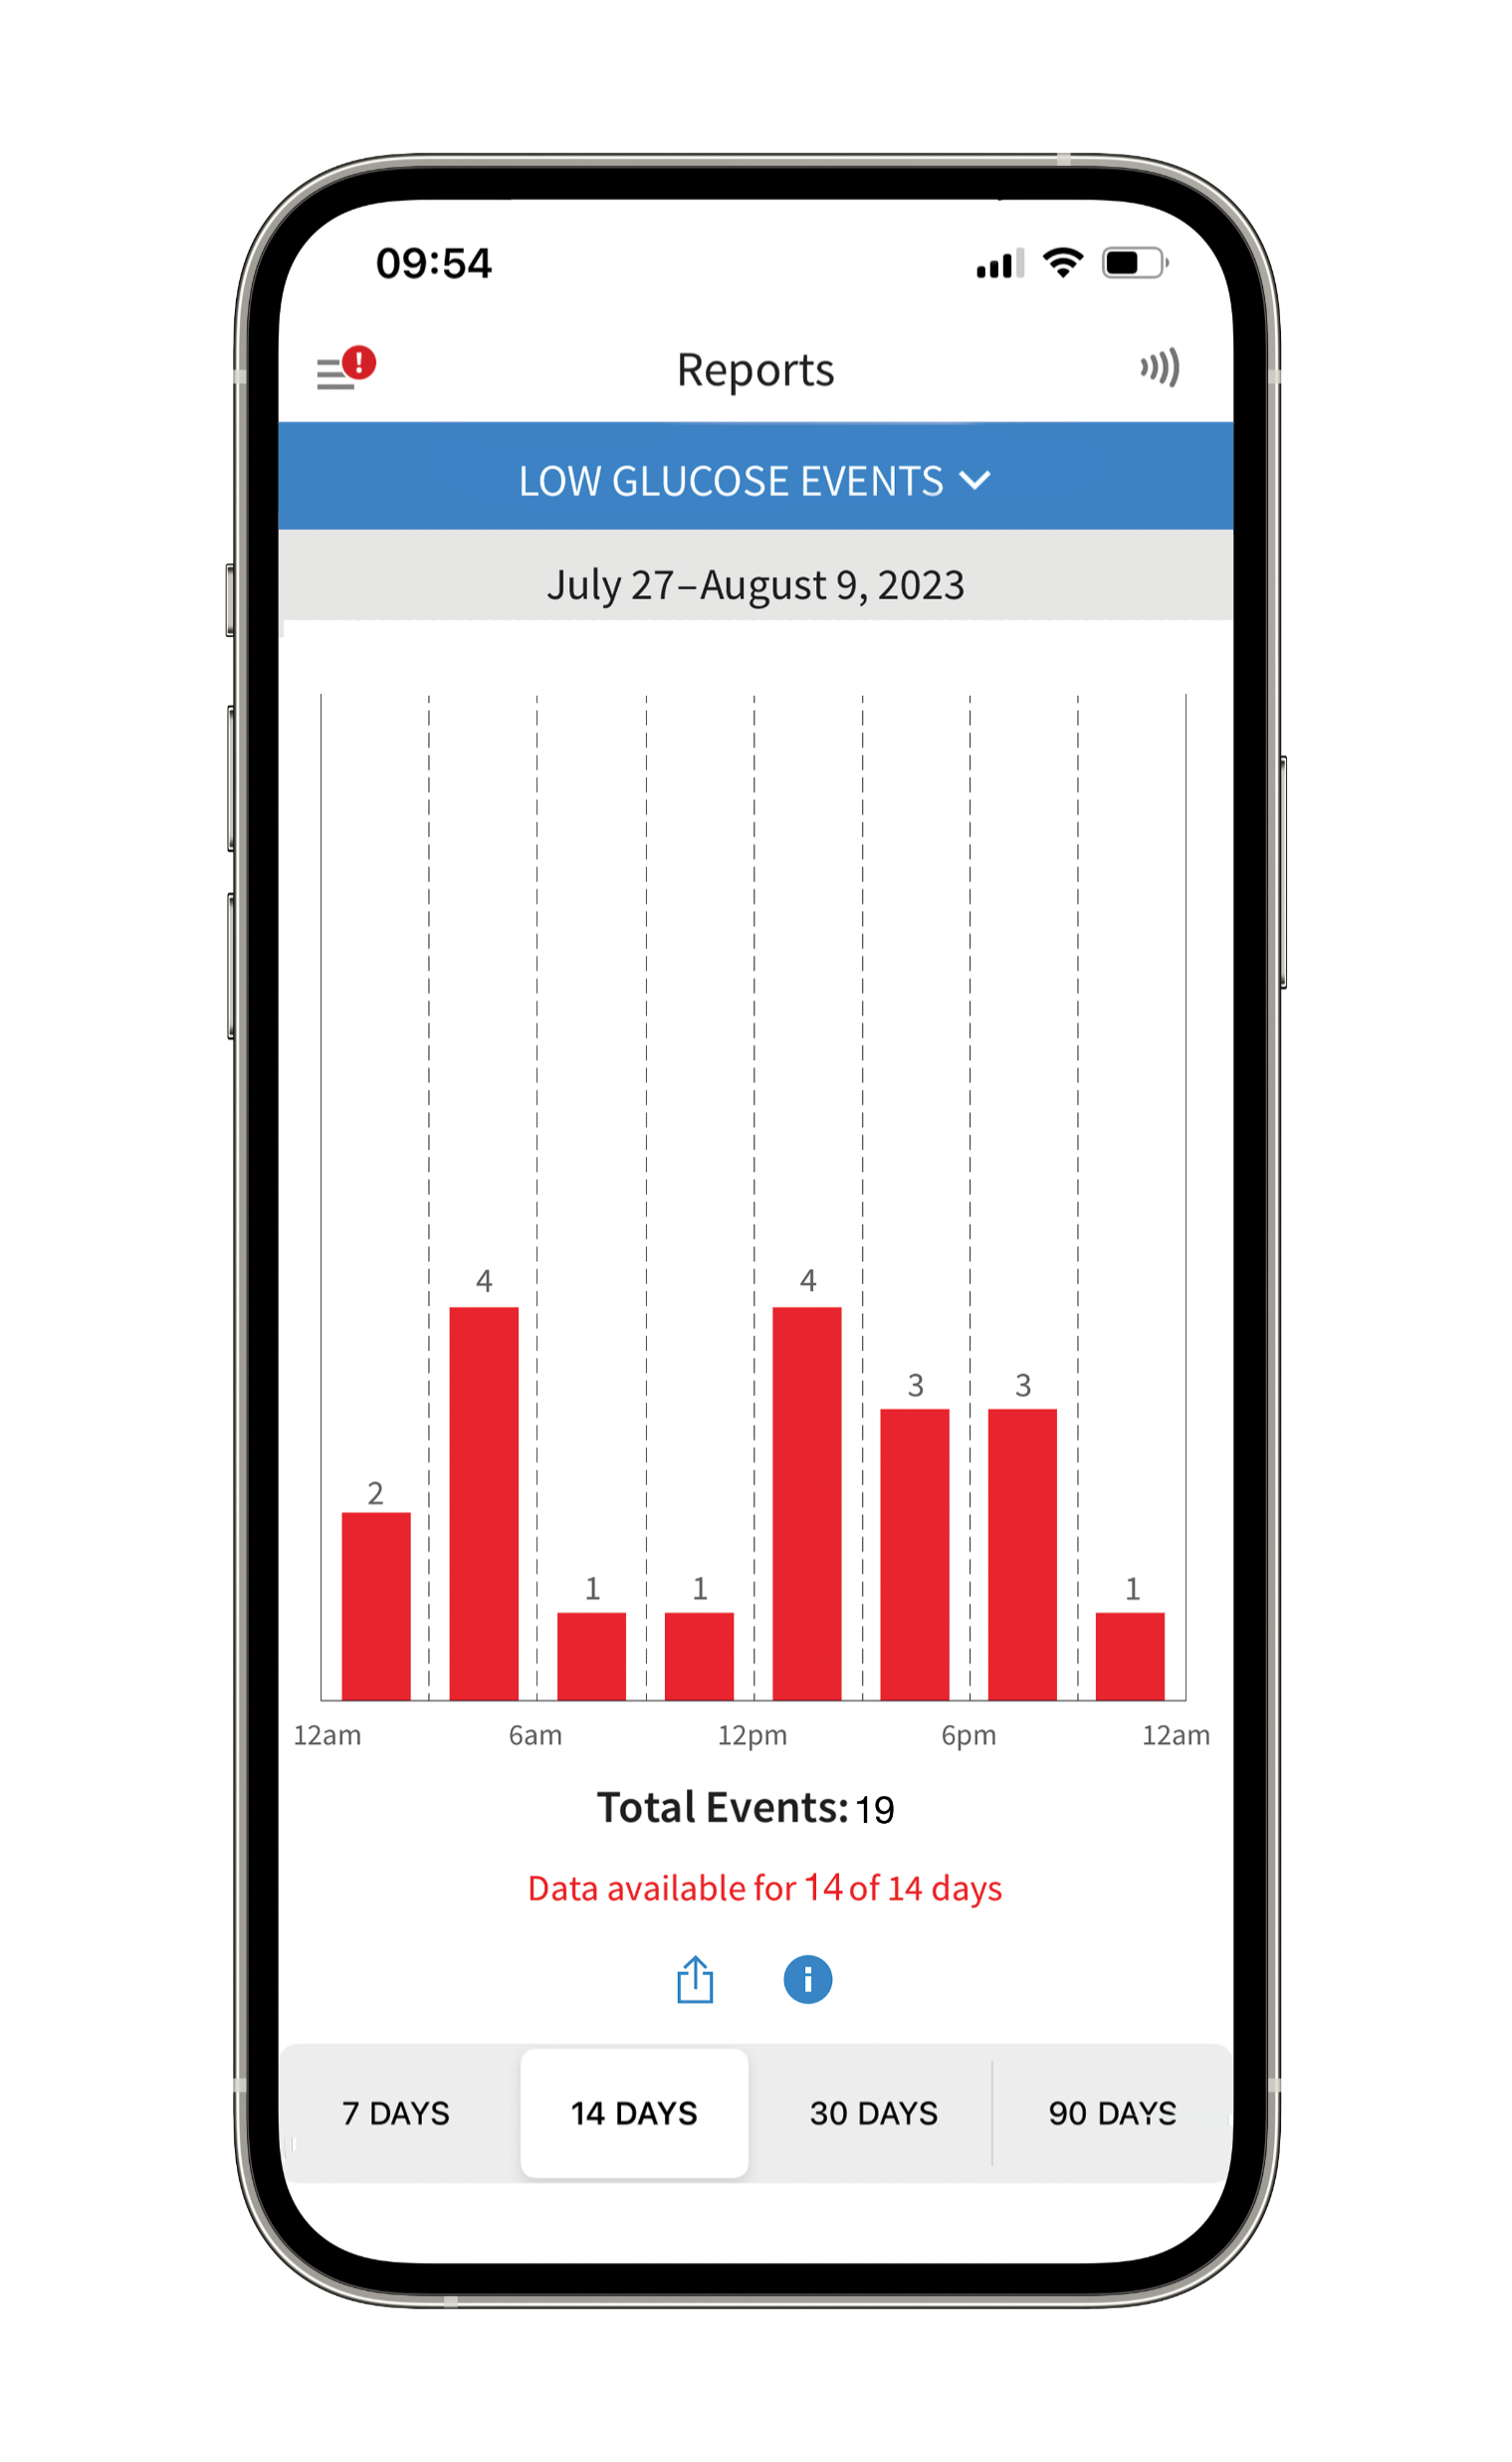 09:54
Reports
LOW GLUCOSE EVENTS
July 27–August 9, 2023
4 4
3 3
2
1 1 1
12am 6am 12pm 6pm 12am
Total Events: 19
Data available for 14 of 14 days
7 DAYS 14 DAYS 30 DAYS 90 DAYS